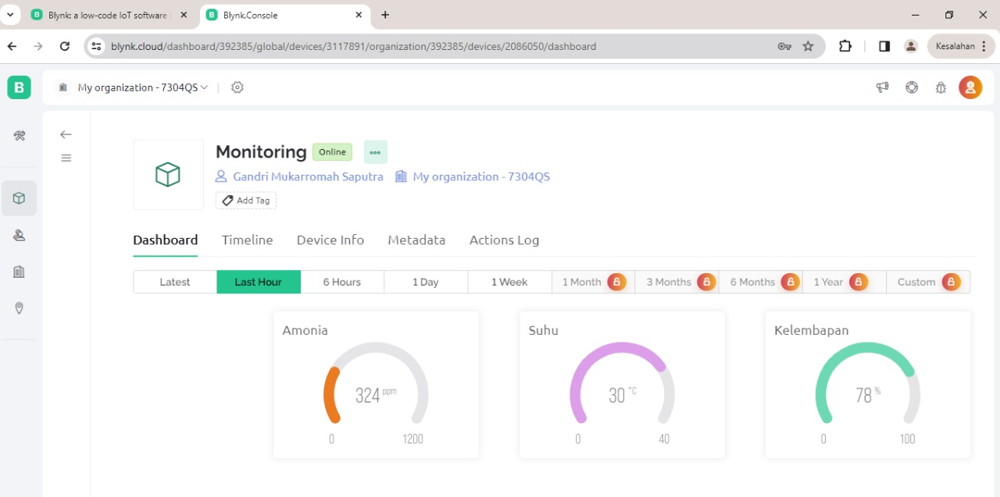 Blynk: a low-code IoT software
Blynk.Console
blynk.cloud/dashboard/392385/global/devices/3117891/organization/392385/devices/2086050/dashboard
Kesalahan
B
My organization - 7304QS
Monitoring
Online
Gandri Mukarromah Saputra
My organization - 7304QS
Add Tag
Dashboard
Timeline
Device Info
Metadata
Actions Log
Latest
Last Hour
6 Hours
1 Day
1 Week
1 Month
3 Months
6 Months
1 Year
Custom
Amonia
324 ppm
0
1200
Suhu
30 °C
0
40
Kelembapan
78 %
0
100